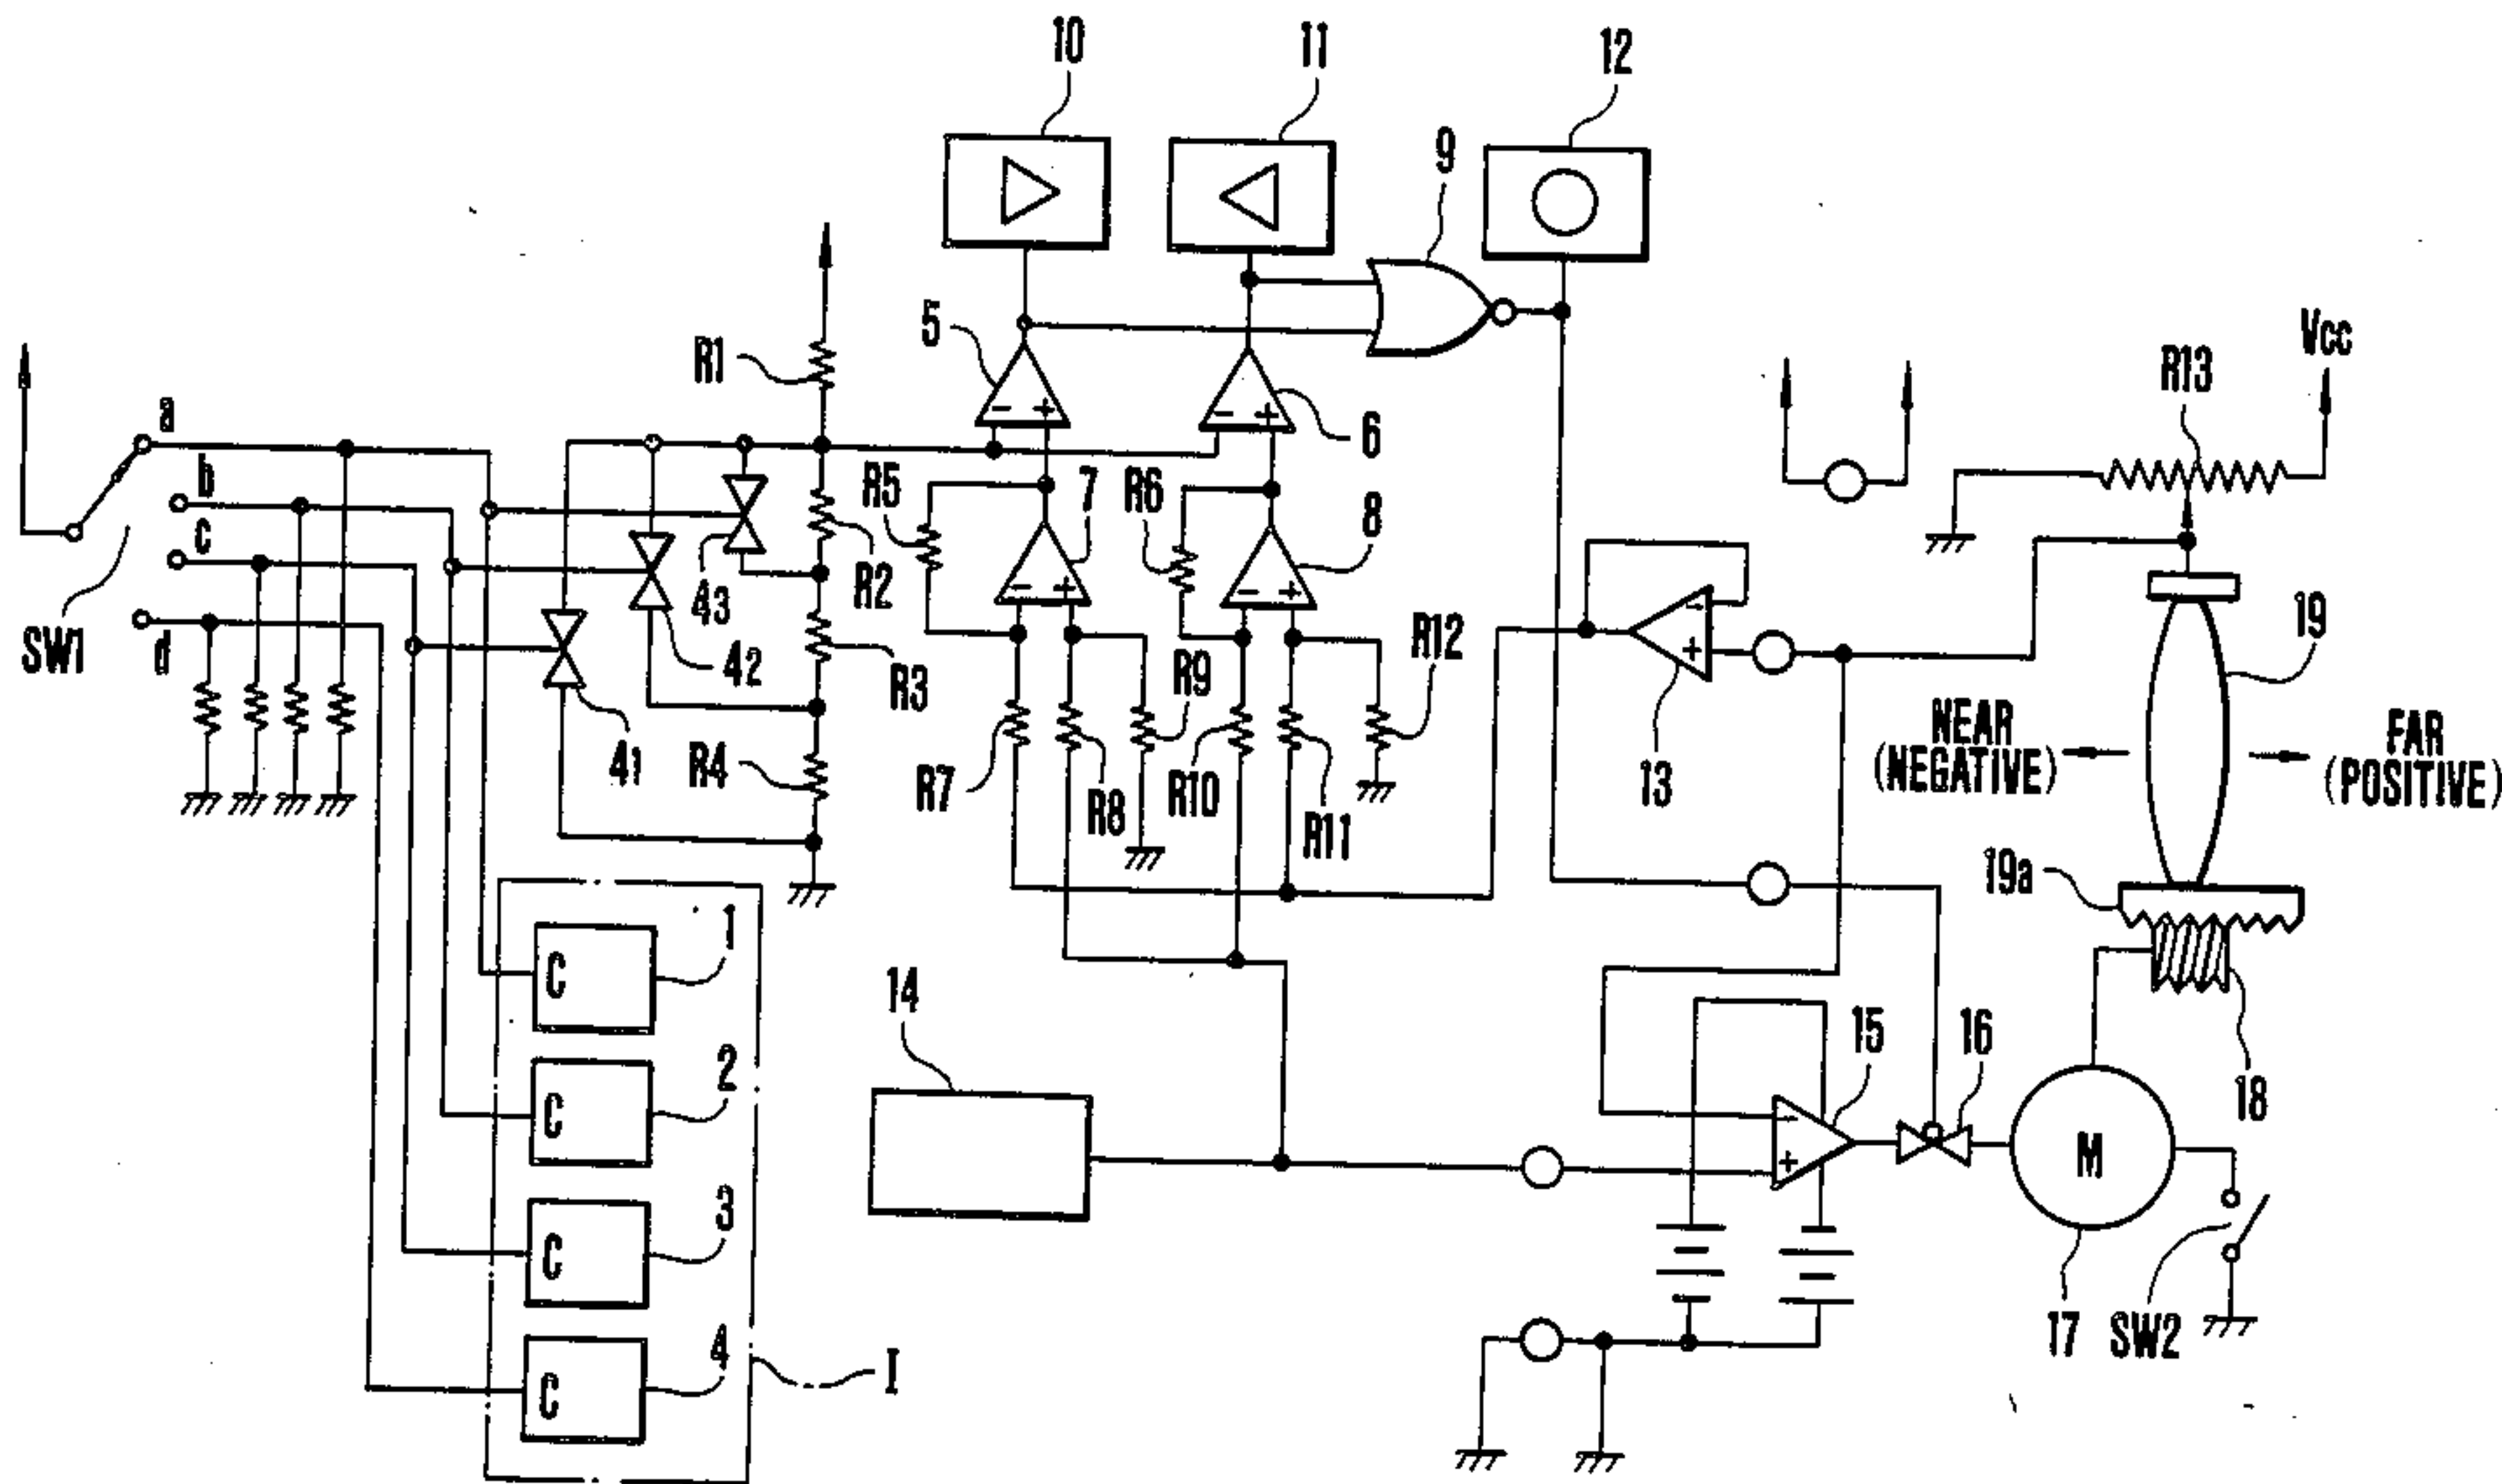 10
11
12
9
5
R1
6
R13
Vcc
a
b
c
d
SW1
R5
7
R6
8
R2
43
42
R3
41
R4
R7
R8
R9
R10
R11
R12
13
19
NEAR
(NEGATIVE)
FAR
(POSITIVE)
19a
18
1
C
2
C
3
C
4
C
I
14
15
16
M
17
SW2
- +
- +
- +
- +
- +
- +